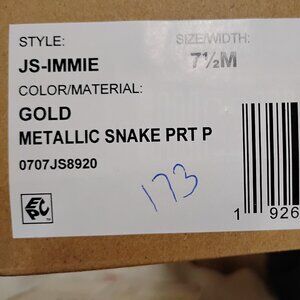 STYLE: SIZE/WIDTH:
JS-IMMIE 7½M
COLOR/MATERIAL:
GOLD
METALLIC SNAKE PRT P
0707JS8920
173
EPC
1 926